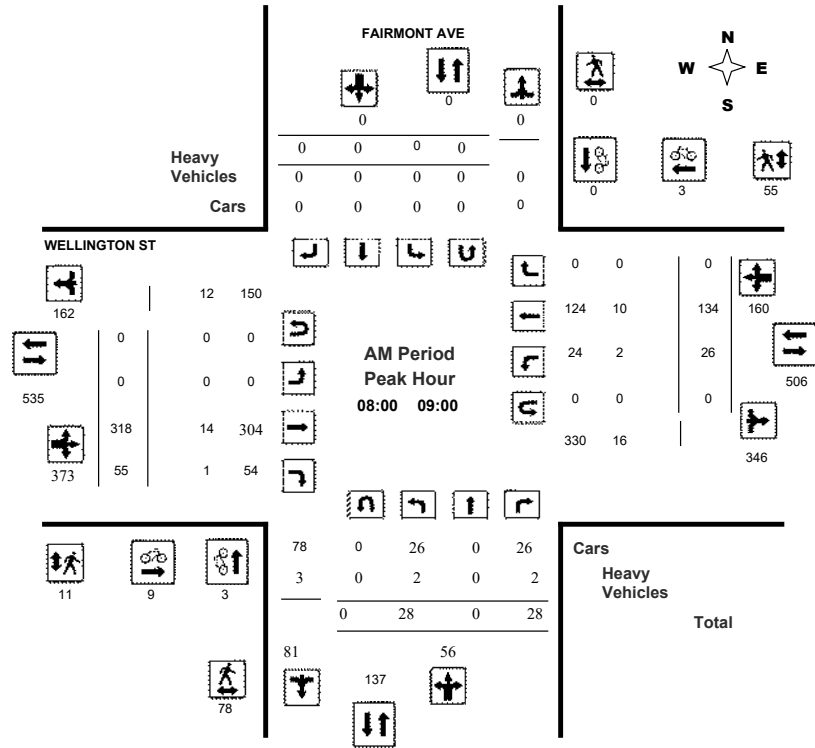 FAIRMONT AVE
N
W E
S
0
0
0
0
0 0 0 0
Heavy
Vehicles
0 0 0 0 0
Cars
0 0 0 0 0
0 3 55
WELLINGTON ST
162
12 150
0 0 0
535
0 0 0
318 14 304
373
55 1 54
AM Period
Peak Hour
08:00 09:00
0 0 0
124 10 134
160
24 2 26
506
0 0 0
330 16
346
78 0 26 0 26
Cars
3 0 2 0 2
Heavy
Vehicles
0 28 0 28
Total
11 9 3
81 56
137
78